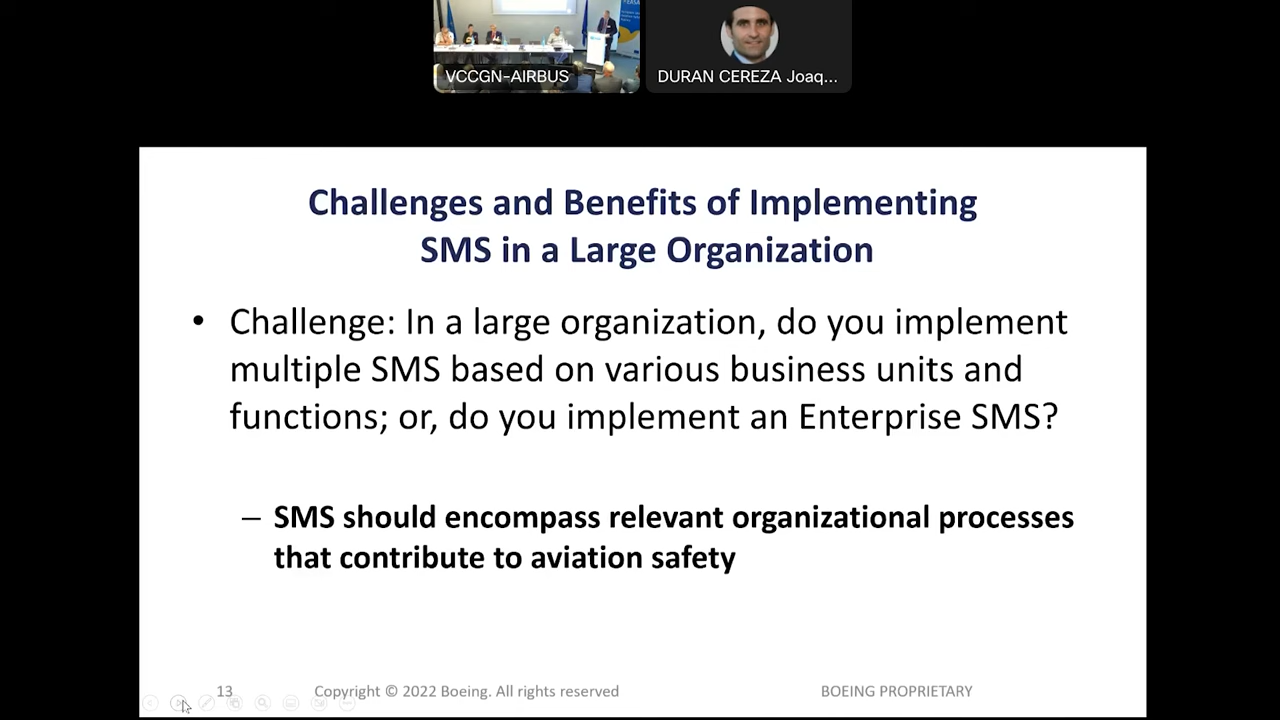 EASA
VCCGN-AIRBUS
DURAN CEREZA Joaq...
Challenges and Benefits of Implementing
SMS in a Large Organization
• Challenge: In a large organization, do you implement
multiple SMS based on various business units and
functions; or, do you implement an Enterprise SMS?
– SMS should encompass relevant organizational processes
that contribute to aviation safety
13
Copyright © 2022 Boeing. All rights reserved
BOEING PROPRIETARY